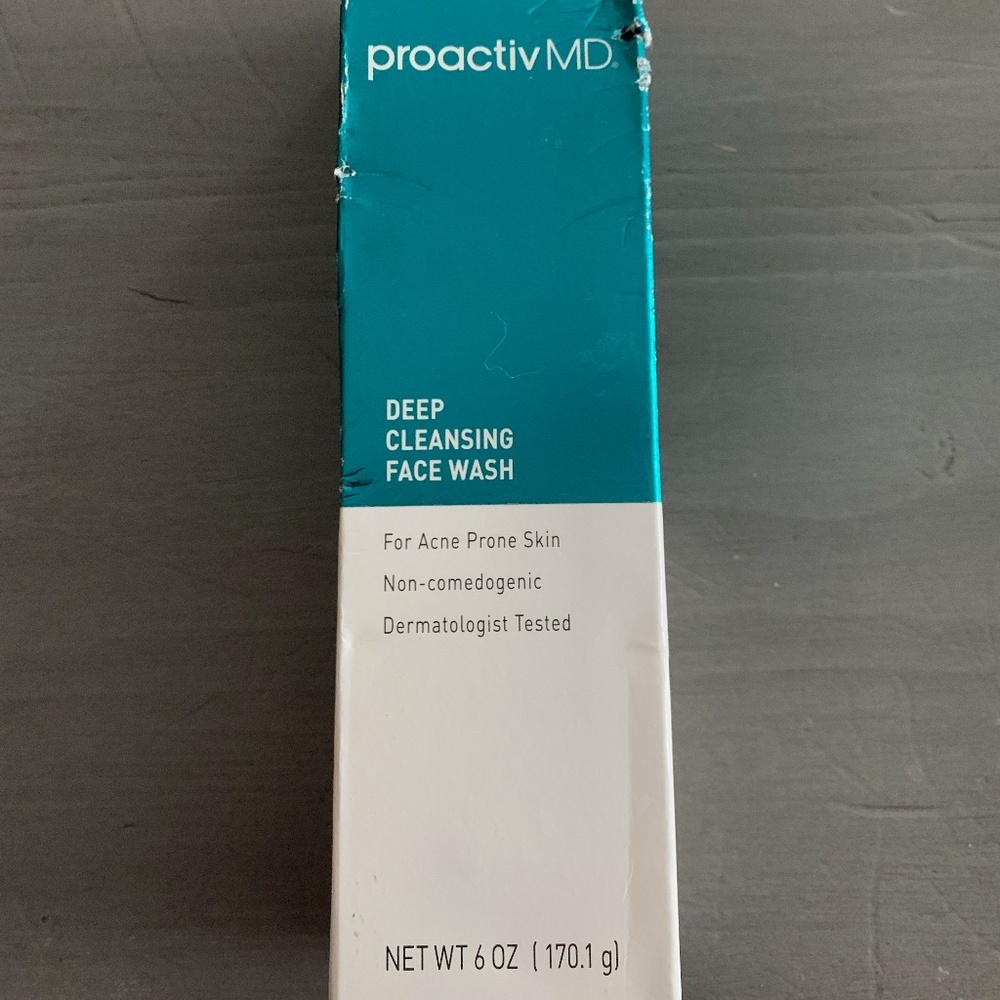 proactivMD®
DEEP
CLEANSING
FACE WASH
For Acne Prone Skin
Non-comedogenic
Dermatologist Tested
NET WT 6 OZ (170.1 g)